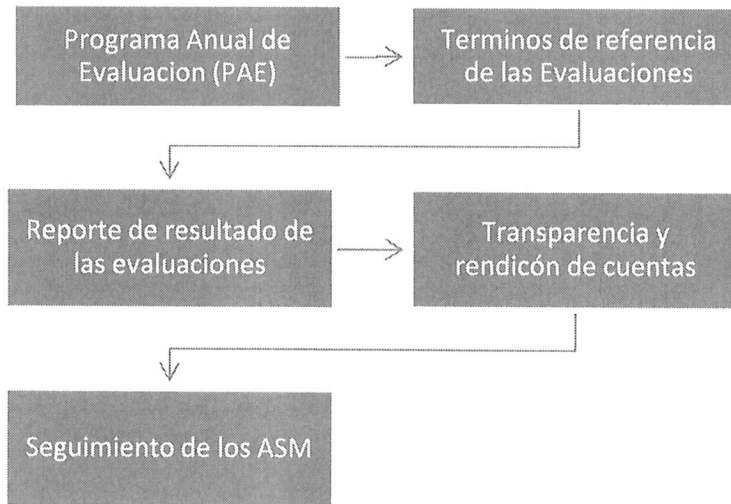 Programa Anual de
Evaluacion (PAE)
Terminos de referencia
de las Evaluaciones
Reporte de resultado de
las evaluaciones
Transparencia y
rendicón de cuentas
Seguimiento de los ASM